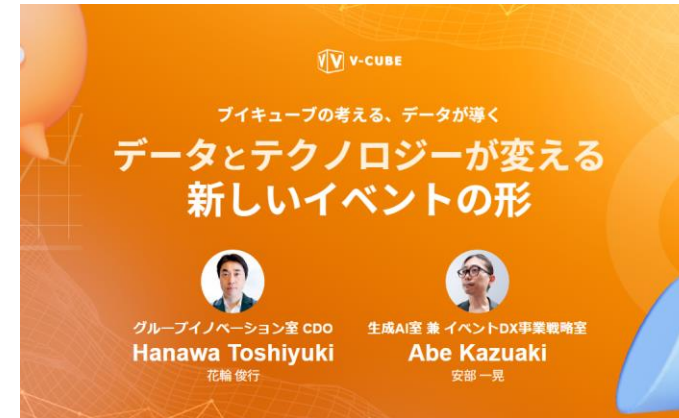 V-CUBE
ブイキューブの考える、データが導く
データとテクノロジーが変える
新しいイベントの形
グループイノベーション室 CDO
Hanawa Toshiyuki
花輪 俊行
生成AI室 兼 イベントDX事業戦略室
Abe Kazuaki
安部 一晃